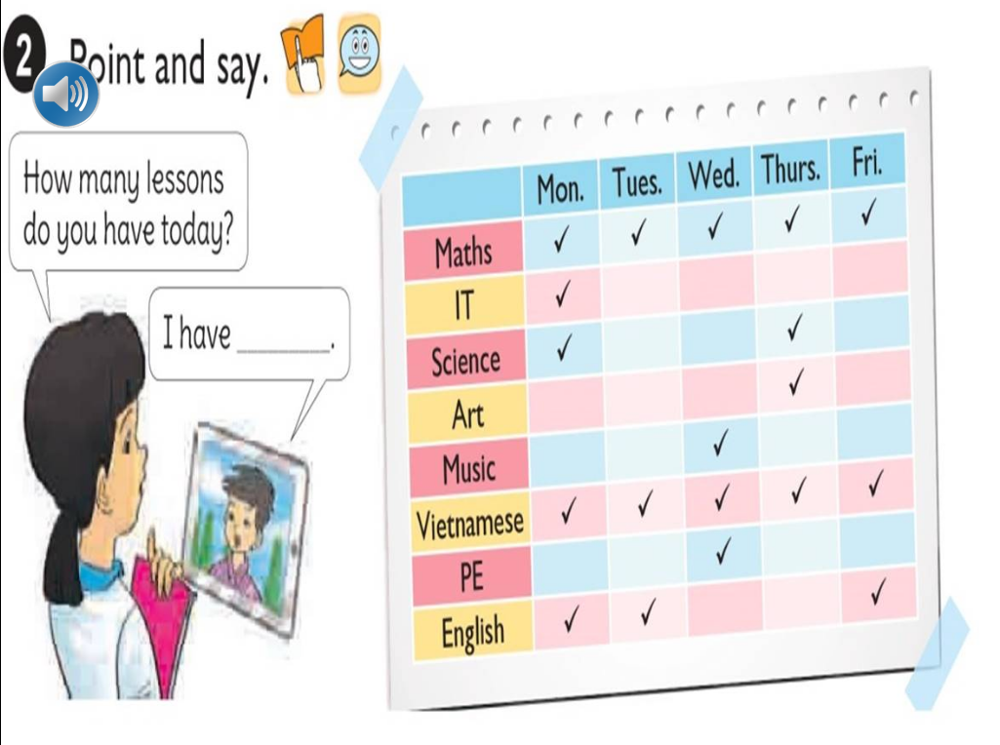 2 Point and say.
How many lessons
do you have today?
I have ________.
Mon. Tues. Wed. Thurs. Fri.
Maths ✓ ✓ ✓ ✓ ✓
IT ✓
Science ✓ ✓
Art ✓
Music ✓
Vietnamese ✓ ✓ ✓ ✓ ✓
PE ✓
English ✓ ✓ ✓